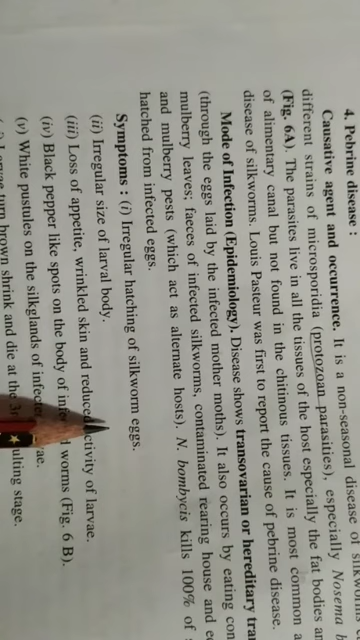 4. Pebrine disease :
Causative agent and occurrence. It is a non-seasonal disease of
different strains of microsporidia (protozoan parasites), especially Nosema
(Fig. 6A). The parasites live in all the tissues of the host especially the fat bodies
of alimentary canal but not found in the chitinous tissues. It is most common
disease of silkworms. Louis Pasteur was first to report the cause of pebrine disease.
Mode of Infection (Epidemiology). Disease shows transovarian or hereditary
(through the eggs laid by the infected mother moths). It also occurs by eating
mulberry leaves; faeces of infected silkworms, contaminated rearing house and
and mulberry pests (which act as alternate hosts). N. bombycis kills 100% of
hatched from infected eggs.
Symptoms : (i) Irregular hatching of silkworm eggs.
(ii) Irregular size of larval body.
(iii) Loss of appetite, wrinkled skin and reduced activity of larvae.
(iv) Black pepper like spots on the body of worms (Fig. 6 B).
(v) White pustules on the silkglands of
turn brown shrink and die at the stage.